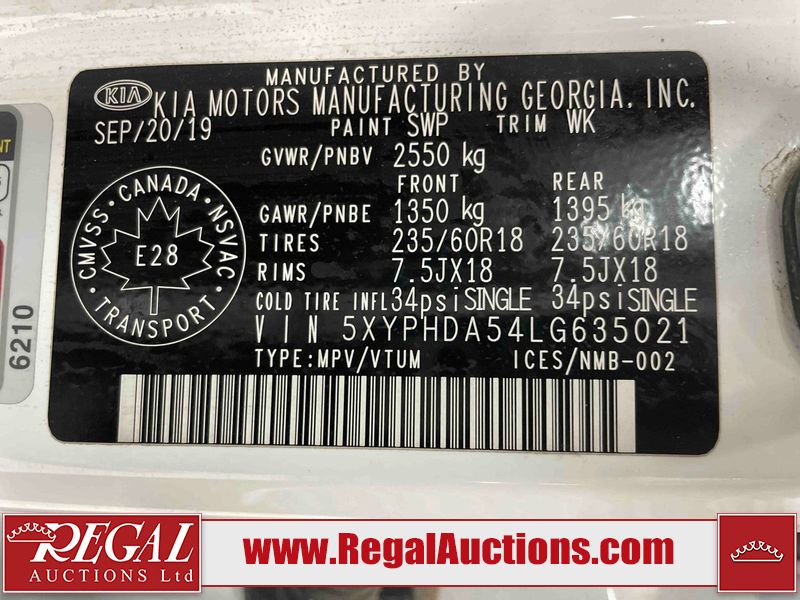 MANUFACTURED BY
KIA KIA MOTORS MANUFACTURING GEORGIA, INC.
SEP/20/19 PAINT SWP TRIM WK
GVWR/PNBV 2550 kg
FRONT REAR
GAWR/PNBE 1350 kg 1395 kg
TIRES 235/60R18 235/60R18
RIMS 7.5JX18 7.5JX18
COLD TIRE INFL 34psi SINGLE 34psi SINGLE
VIN 5XYPHDA54LG635021
TYPE:MPV/VTUM ICES/NMB-002
CMVSS · CANADA · NSVAC · TRANSPORT ·
E28
6210
REGAL
AUCTIONS Ltd
www.RegalAuctions.com